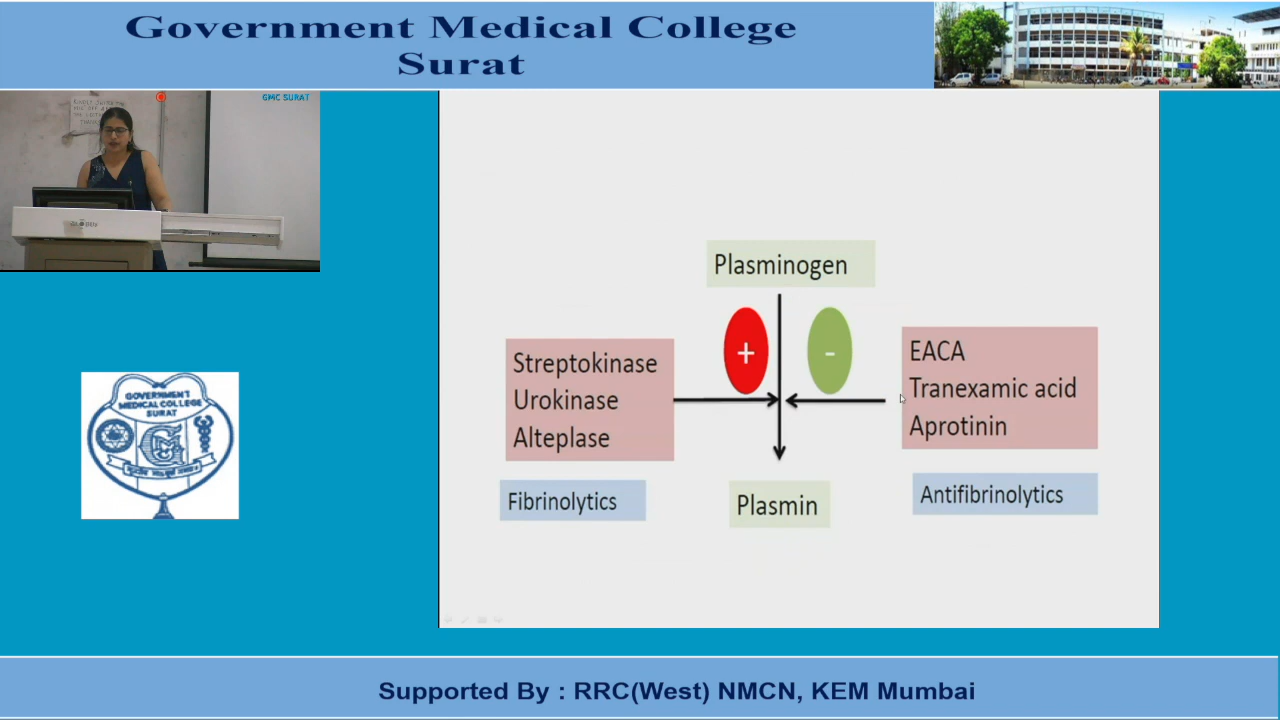 Government Medical College
Surat
GMC SURAT
Plasminogen
+
-
Streptokinase
Urokinase
Alteplase
EACA
Tranexamic acid
Aprotinin
Fibrinolytics
Plasmin
Antifibrinolytics
GOVERNMENT
MEDICAL COLLEGE
SURAT
Supported By : RRC(West) NMCN, KEM Mumbai